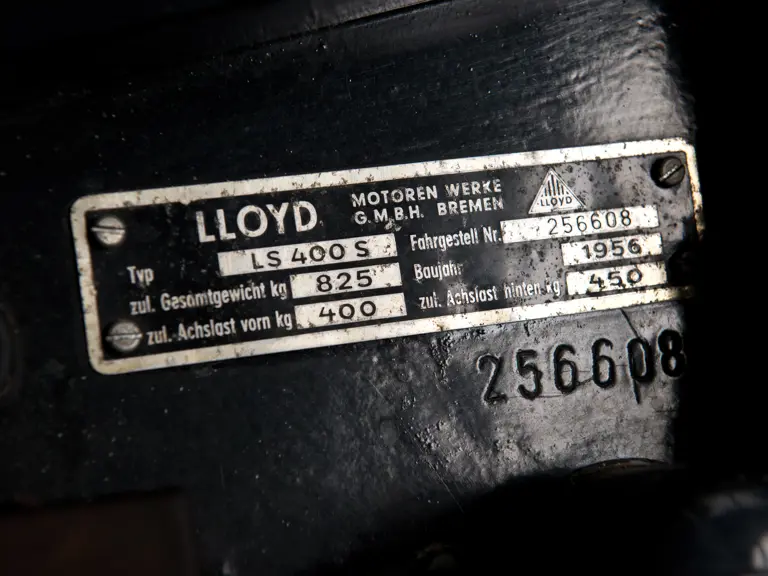 LLOYD MOTOREN WERKE
G.M.B.H. BREMEN
LLOYD
Typ LS 400 S Fahrgestell Nr. 256608
zul. Gesamtgewicht kg 825 Baujahr 1956
zul. Achslast vorn kg 400 zul. Achslast hinten kg 450
256608